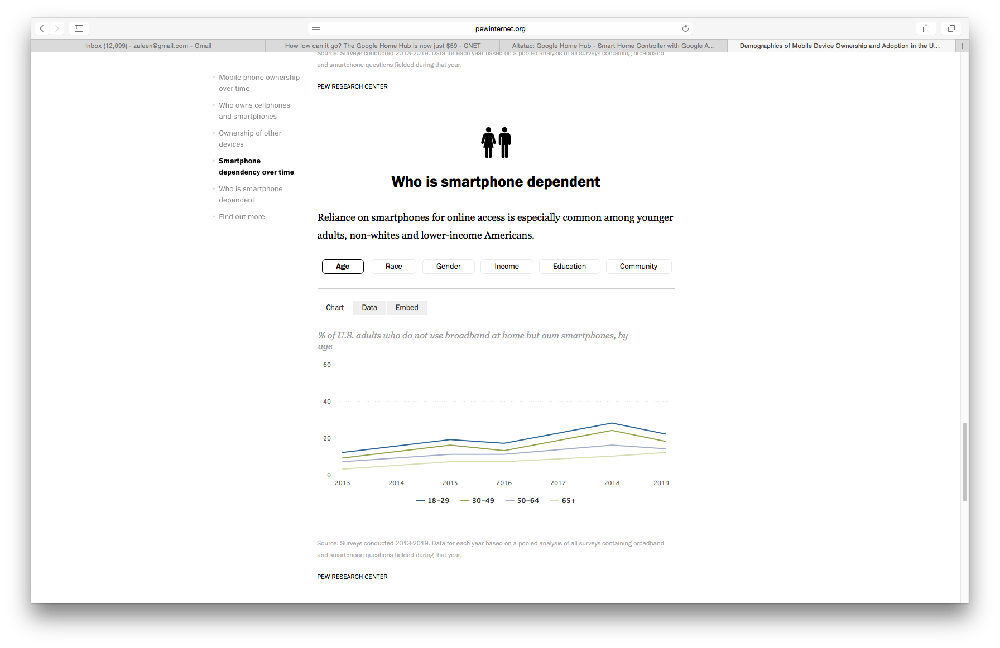 pewinternet.org
Inbox (12,099) - zaleen@gmail.com - Gmail
How low can it go? The Google Home Hub is now just $59 - CNET
Altatac: Google Home Hub - Smart Home Controller with Google A...
Demographics of Mobile Device Ownership and Adoption in the U...
Mobile phone ownership
over time
Who owns cellphones
and smartphones
Ownership of other
devices
Smartphone
dependency over time
Who is smartphone
dependent
Find out more
Source: Surveys conducted 2013-2019. Data for each year based on a pooled analysis of all surveys containing broadband
and smartphone questions fielded during that year.
PEW RESEARCH CENTER
Who is smartphone dependent
Reliance on smartphones for online access is especially common among younger
adults, non-whites and lower-income Americans.
Age Race Gender Income Education Community
Chart Data Embed
% of U.S. adults who do not use broadband at home but own smartphones, by
age
60
40
20
0
2013 2014 2015 2016 2017 2018 2019
18-29 30-49 50-64 65+
Source: Surveys conducted 2013-2019. Data for each year based on a pooled analysis of all surveys containing broadband
and smartphone questions fielded during that year.
PEW RESEARCH CENTER